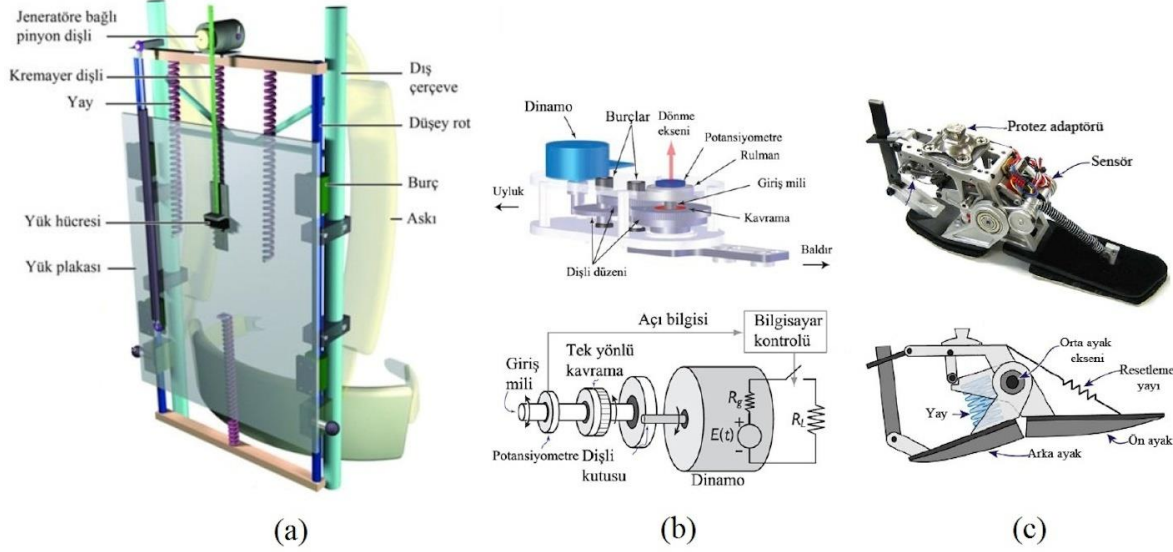 Jeneratöre bağlı
pinyon dişli
Kremayer dişli
Yay
Yük hücresi
Yük plakası
Dış
çerçeve
Düşey rot
Burç
Askı
(a)
Dinamo
Burçlar
Dönme
ekseni
Potansiyometre
Rulman
Giriş mili
Kavrama
Uyluk
Dişli düzeni
Baldır
Açı bilgisi
Bilgisayar
kontrolü
Giriş
mili
Tek yönlü
kavrama
Potansiyometre
Dişli
kutusu
Dinamo
Rg
E(t)
+
−
RL
(b)
Protez adaptörü
Sensör
Orta ayak
ekseni
Resetleme
yayı
Yay
Ön ayak
Arka ayak
(c)